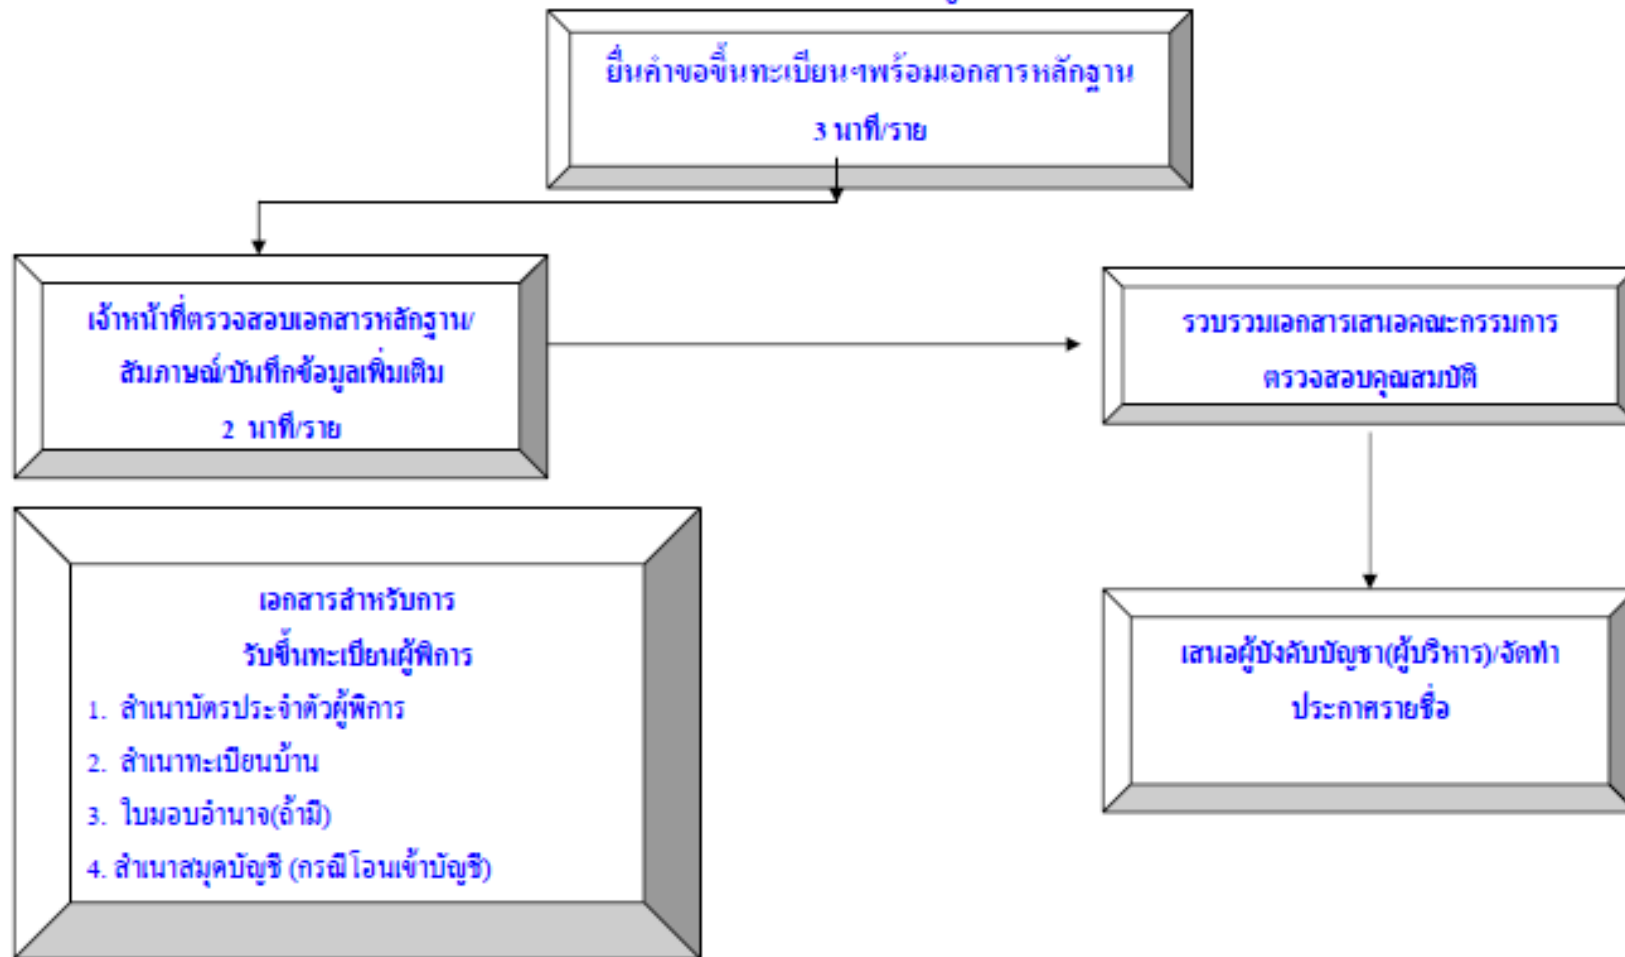 ยื่นคำขอขึ้นทะเบียนฯพร้อมเอกสารหลักฐาน
3 นาที/ราย
เจ้าหน้าที่ตรวจสอบเอกสารหลักฐาน/
สัมภาษณ์/บันทึกข้อมูลเพิ่มเติม
2 นาที/ราย
รวบรวมเอกสารเสนอคณะกรรมการ
ตรวจสอบคุณสมบัติ
เอกสารสำหรับการ
รับขึ้นทะเบียนผู้พิการ
1. สำเนาบัตรประจำตัวผู้พิการ
2. สำเนาทะเบียนบ้าน
3. ใบมอบอำนาจ(ถ้ามี)
4. สำเนาสมุดบัญชี (กรณีโอนเข้าบัญชี)
เสนอผู้บังคับบัญชา(ผู้บริหาร)/จัดทำ
ประกาศรายชื่อ